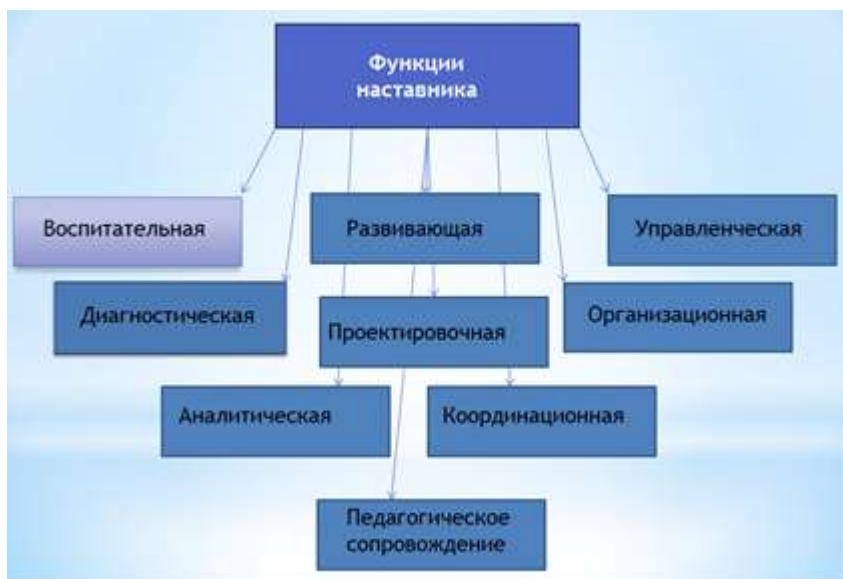 Функции
наставника
Воспитательная
Развивающая
Управленческая
Диагностическая
Проектировочная
Организационная
Аналитическая
Координационная
Педагогическое
сопровождение